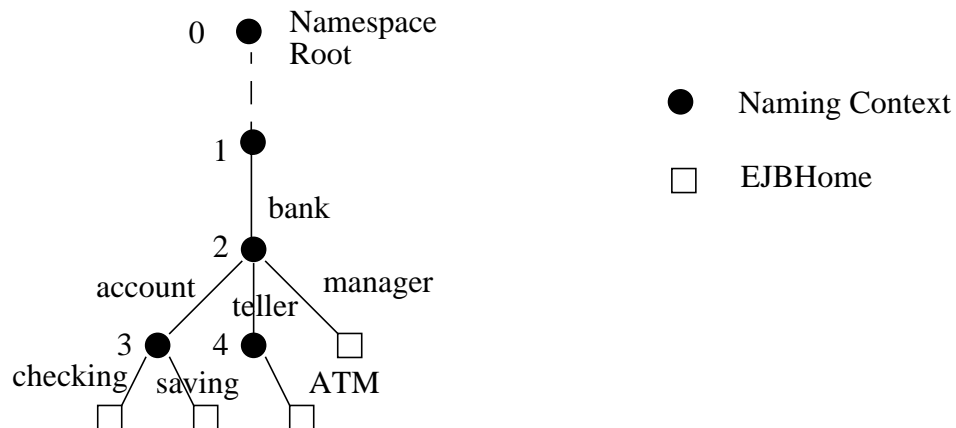 0
Namespace
Root
Naming Context
1
EJBHome
bank
2
account
teller
manager
3
4
checking
saving
ATM